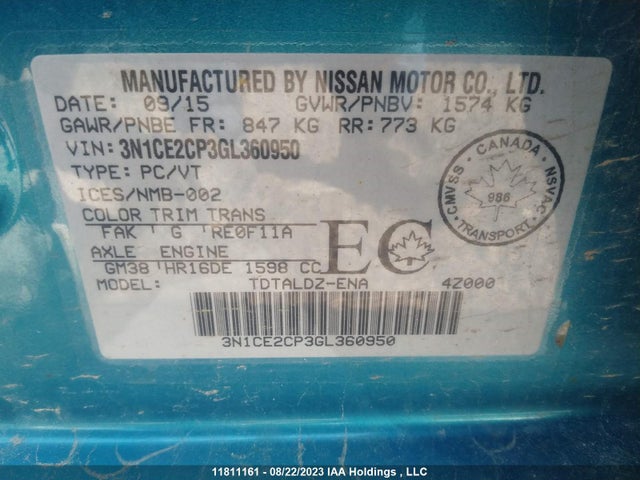 MANUFACTURED BY NISSAN MOTOR CO., LTD.
DATE: 09/15 GVWR/PNBV: 1574 KG
GAWR/PNBE FR: 847 KG RR: 773 KG
VIN: 3N1CE2CP3GL360950
TYPE: PC/VT
ICES/NMB-002
COLOR TRIM TRANS
FAK G RE0F11A
AXLE ENGINE
GM38 HR16DE 1598 CC
MODEL: TDTALDZ-ENA 4Z000
EC
CANADA
CMVSS · NSVAC
986
TRANSPORT
3N1CE2CP3GL360950
11811161 - 08/22/2023 IAA Holdings , LLC